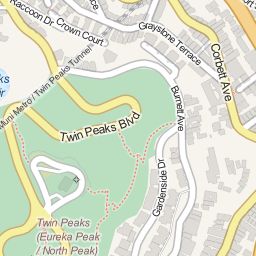 Raccoon Dr
Crown Court
Graystone Terrace
Corbett Ave
Muni Metro / Twin Peaks Tunnel
Twin Peaks Blvd
Burnett Ave
Gardenside Dr
Twin Peaks
(Eureka Peak
/ North Peak)